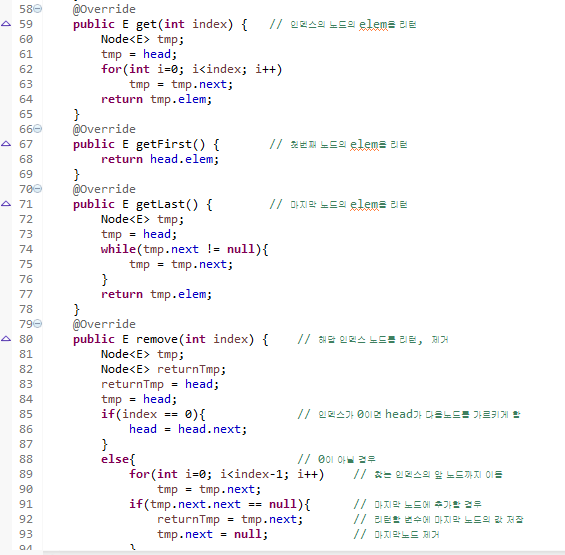 58 @Override
59 public E get(int index) { // 인덱스의 노드의 elem을 리턴
60 Node<E> tmp;
61 tmp = head;
62 for(int i=0; i<index; i++)
63 tmp = tmp.next;
64 return tmp.elem;
65 }
66 @Override
67 public E getFirst() { // 첫번째 노드의 elem을 리턴
68 return head.elem;
69 }
70 @Override
71 public E getLast() { // 마지막 노드의 elem을 리턴
72 Node<E> tmp;
73 tmp = head;
74 while(tmp.next != null){
75 tmp = tmp.next;
76 }
77 return tmp.elem;
78 }
79 @Override
80 public E remove(int index) { // 해당 인덱스 노드를 리턴, 제거
81 Node<E> tmp;
82 Node<E> returnTmp;
83 returnTmp = head;
84 tmp = head;
85 if(index == 0){ // 인덱스가 0이면 head가 다음노드를 가르키게 함
86 head = head.next;
87 }
88 else{ // 0이 아닐 경우
89 for(int i=0; i<index-1; i++) // 찾는 인덱스의 앞 노드까지 이동
90 tmp = tmp.next;
91 if(tmp.next.next == null){ // 마지막 노드에 추가할 경우
92 returnTmp = tmp.next; // 리턴할 변수에 마지막 노드의 값 저장
93 tmp.next = null; // 마지막노드 제거
94 }